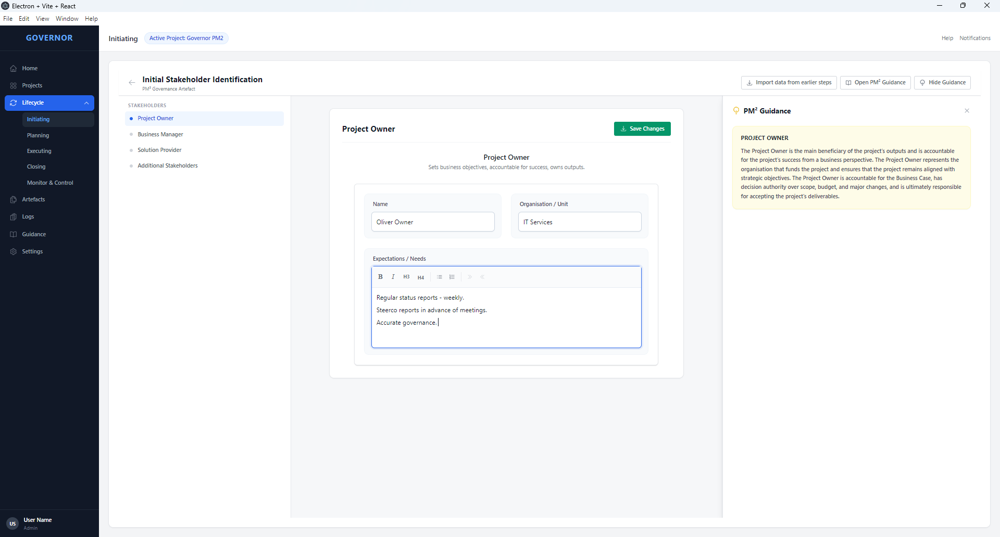 Electron + Vite + React
File Edit View Window Help
GOVERNOR
Initiating
Active Project: Governor PM2
Help
Notifications
Home
Projects
Lifecycle
Initiating
Planning
Executing
Closing
Monitor & Control
Artefacts
Logs
Guidance
Settings
US
User Name
Admin
Initial Stakeholder Identification
PM² Governance Artefact
Import data from earlier steps
Open PM² Guidance
Hide Guidance
STAKEHOLDERS
Project Owner
Business Manager
Solution Provider
Additional Stakeholders
Project Owner
Save Changes
Project Owner
Sets business objectives, accountable for success, owns outputs.
Name
Oliver Owner
Organisation / Unit
IT Services
Expectations / Needs
B I H3 H4
Regular status reports - weekly.
Steerco reports in advance of meetings.
Accurate governance.
PM² Guidance
PROJECT OWNER
The Project Owner is the main beneficiary of the project's outputs and is accountable
for the project's success from a business perspective. The Project Owner represents the
organisation that funds the project and ensures that the project remains aligned with
strategic objectives. The Project Owner is accountable for the Business Case, has
decision authority over scope, budget, and major changes, and is ultimately responsible
for accepting the project's deliverables.